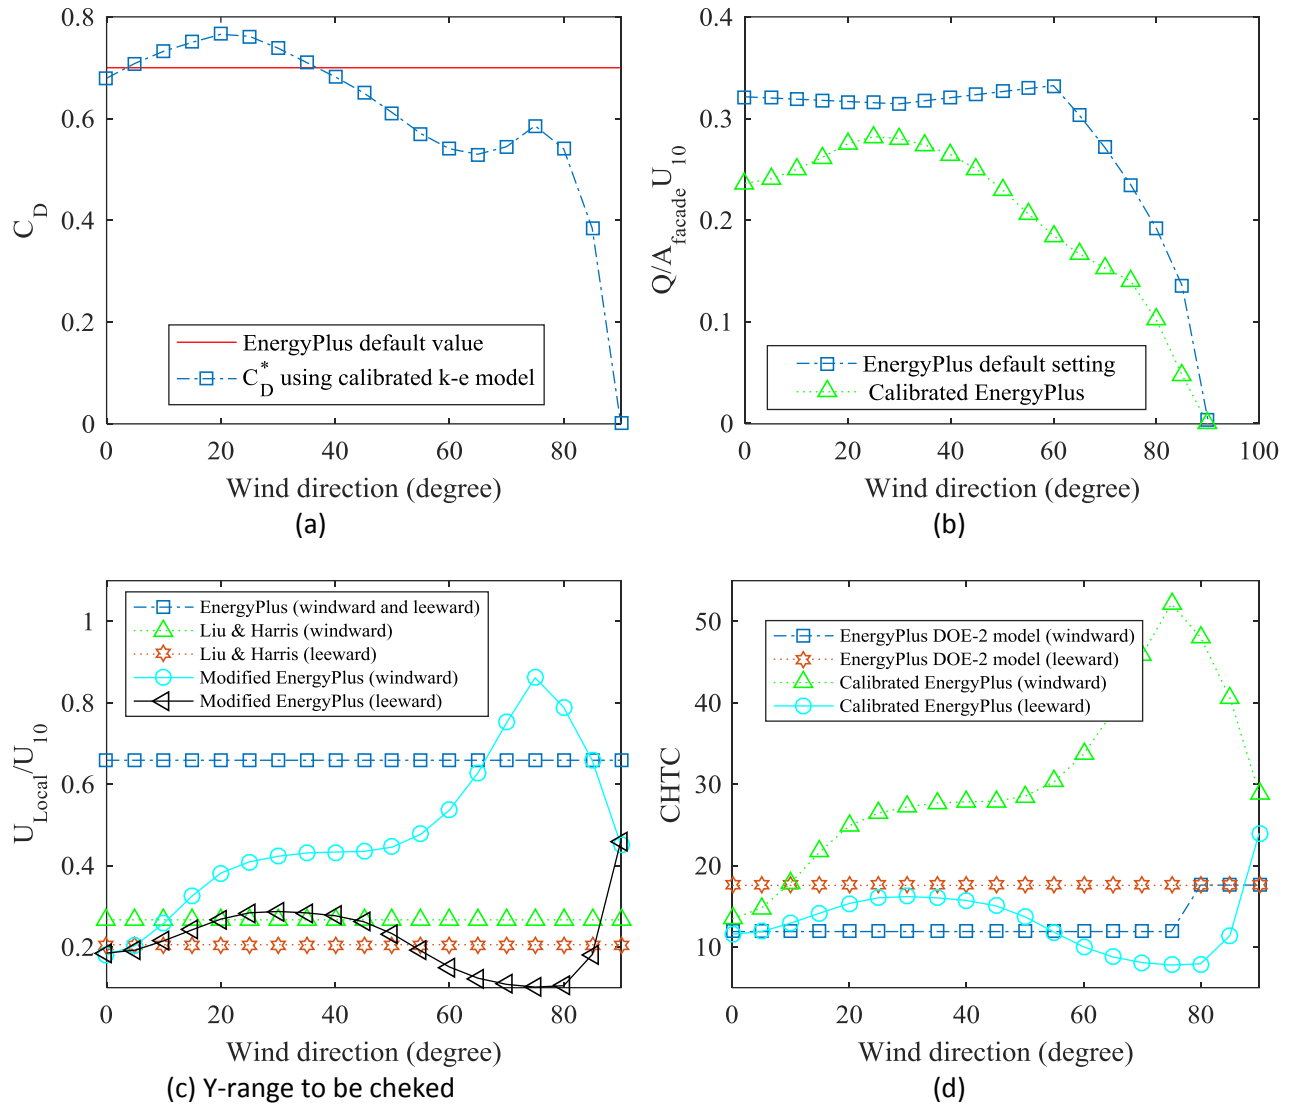 0.8
0.6
0.4
0.2
0
C_D
EnergyPlus default value
C_D^* using calibrated k-e model
0 20 40 60 80
Wind direction (degree)
(a)
0.4
0.3
0.2
0.1
0
Q/A_facade U_10
EnergyPlus default setting
Calibrated EnergyPlus
0 20 40 60 80 100
Wind direction (degree)
(b)
1
0.8
0.6
0.4
0.2
U_Local/U_10
EnergyPlus (windward and leeward)
Liu & Harris (windward)
Liu & Harris (leeward)
Modified EnergyPlus (windward)
Modified EnergyPlus (leeward)
0 20 40 60 80
Wind direction (degree)
(c) Y-range to be cheked
50
40
30
20
10
CHTC
EnergyPlus DOE-2 model (windward)
EnergyPlus DOE-2 model (leeward)
Calibrated EnergyPlus (windward)
Calibrated EnergyPlus (leeward)
0 20 40 60 80
Wind direction (degree)
(d)